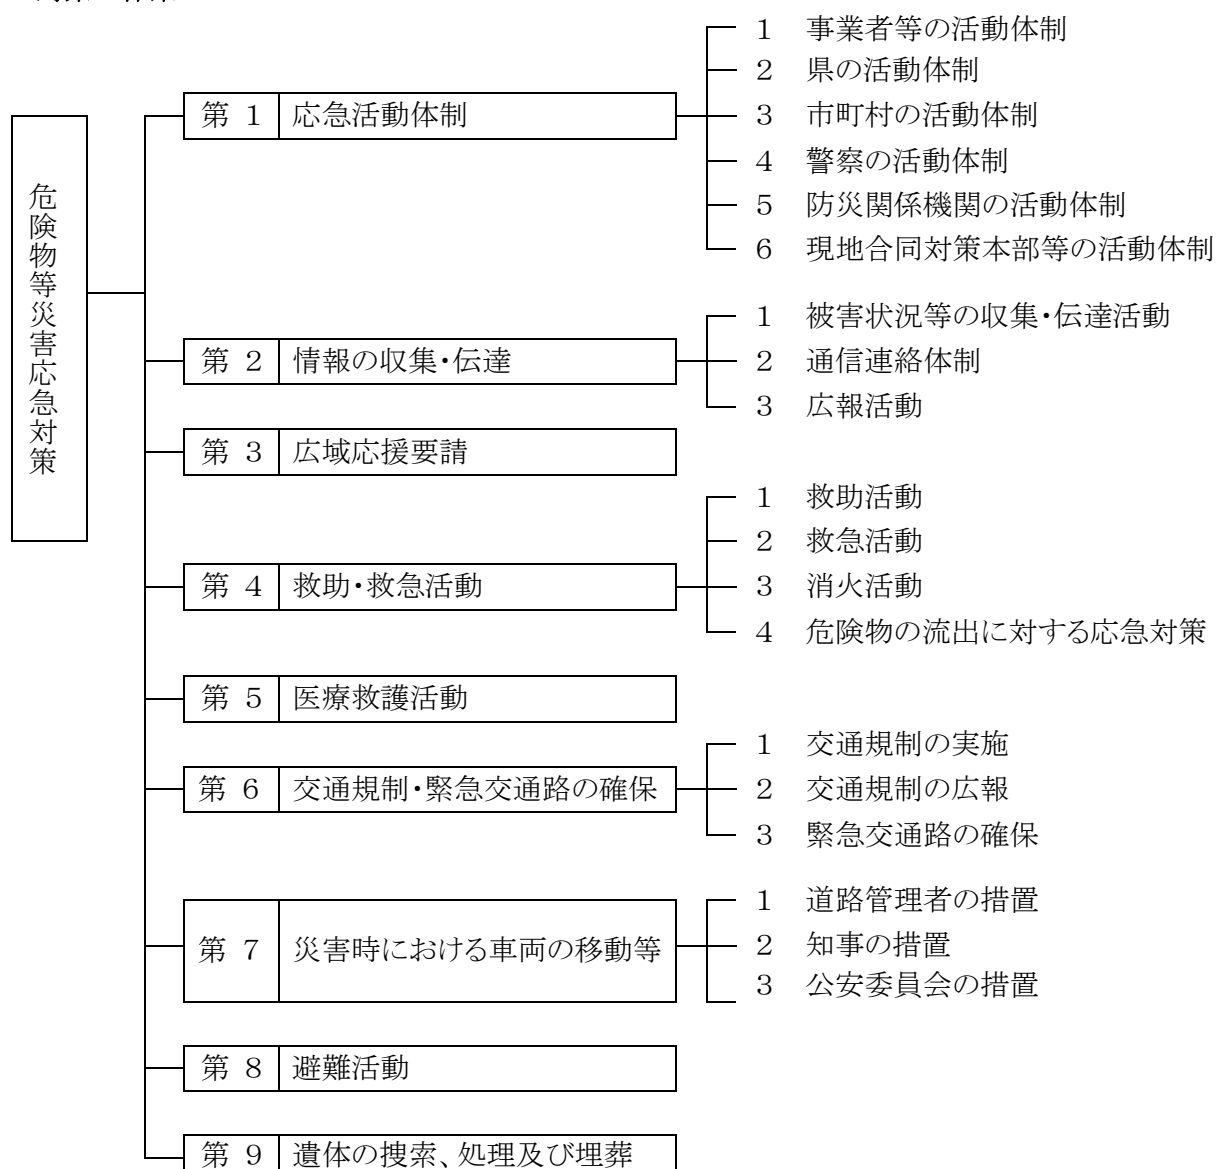 危険物等災害応急対策
第 1 応急活動体制
1 事業者等の活動体制
2 県の活動体制
3 市町村の活動体制
4 警察の活動体制
5 防災関係機関の活動体制
6 現地合同対策本部等の活動体制
第 2 情報の収集・伝達
1 被害状況等の収集・伝達活動
2 通信連絡体制
3 広報活動
第 3 広域応援要請
第 4 救助・救急活動
1 救助活動
2 救急活動
3 消火活動
4 危険物の流出に対する応急対策
第 5 医療救護活動
第 6 交通規制・緊急交通路の確保
1 交通規制の実施
2 交通規制の広報
3 緊急交通路の確保
第 7 災害時における車両の移動等
1 道路管理者の措置
2 知事の措置
3 公安委員会の措置
第 8 避難活動
第 9 遺体の捜索、処理及び埋葬